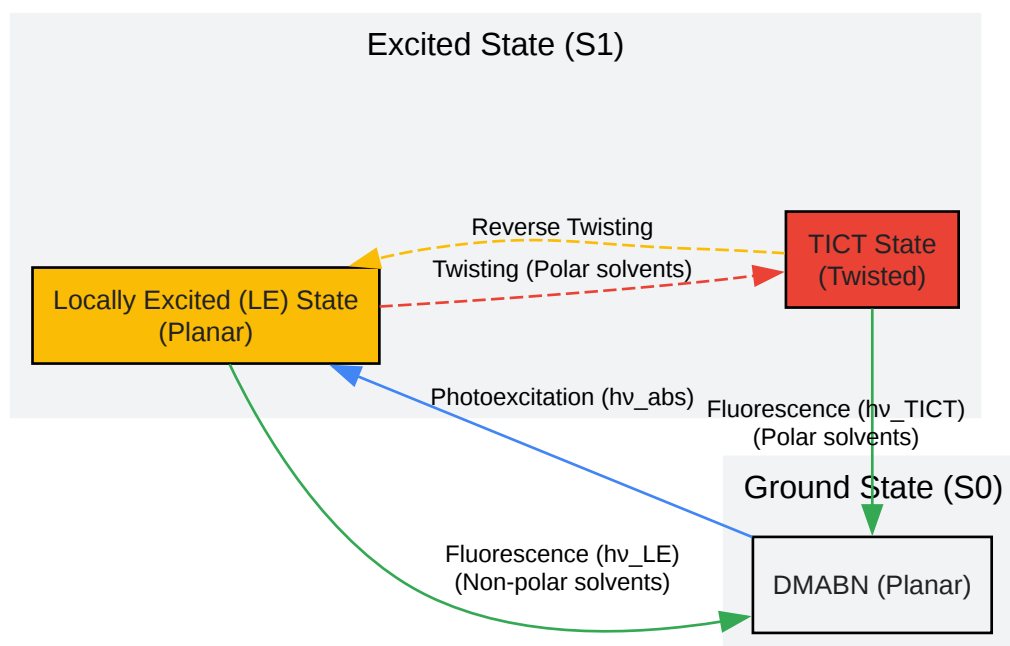 Excited State (S1)
Reverse Twisting
TICT State
(Twisted)
Twisting (Polar solvents)
Locally Excited (LE) State
(Planar)
Photoexcitation (hν_abs)
Fluorescence (hν_TICT)
(Polar solvents)
Ground State (S0)
Fluorescence (hν_LE)
(Non-polar solvents)
DMABN (Planar)